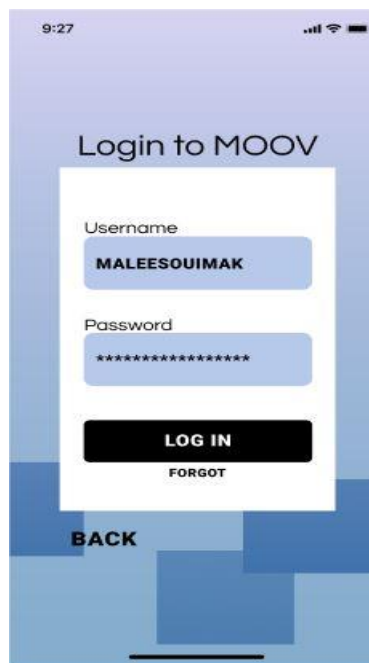 9:27
Login to MOOV
Username
MALEESOUIMAK
Password
*****************
LOG IN
FORGOT
BACK